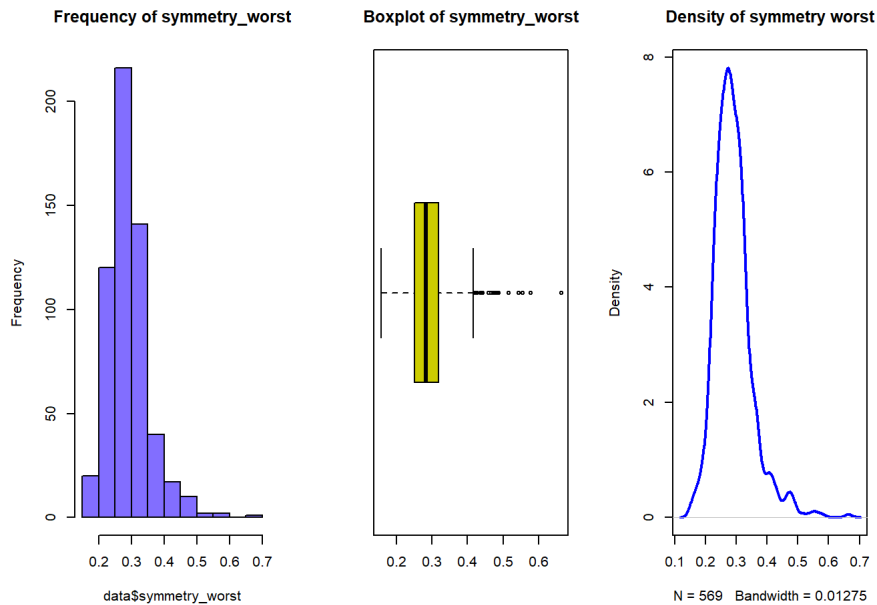 Frequency of symmetry_worst
Frequency
200
150
100
50
0
0.2 0.3 0.4 0.5 0.6 0.7
data$symmetry_worst
Boxplot of symmetry_worst
0.2 0.3 0.4 0.5 0.6
Density of symmetry worst
Density
8
6
4
2
0
0.1 0.2 0.3 0.4 0.5 0.6 0.7
N = 569 Bandwidth = 0.01275